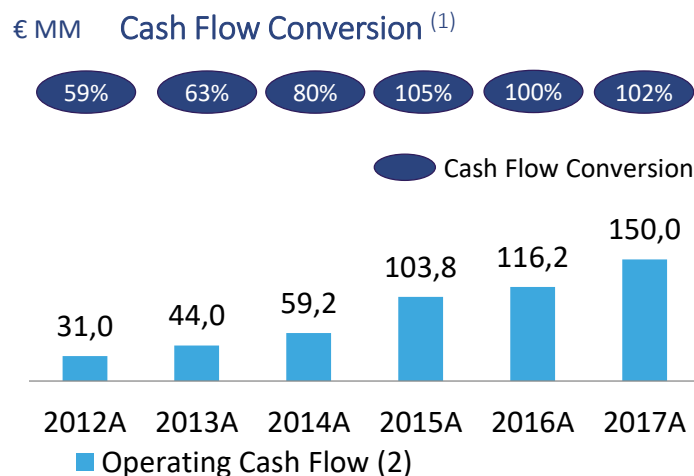 € MM Cash Flow Conversion (1)
59% 63% 80% 105% 100% 102%
Cash Flow Conversion
31,0 44,0 59,2 103,8 116,2 150,0
2012A 2013A 2014A 2015A 2016A 2017A
Operating Cash Flow (2)